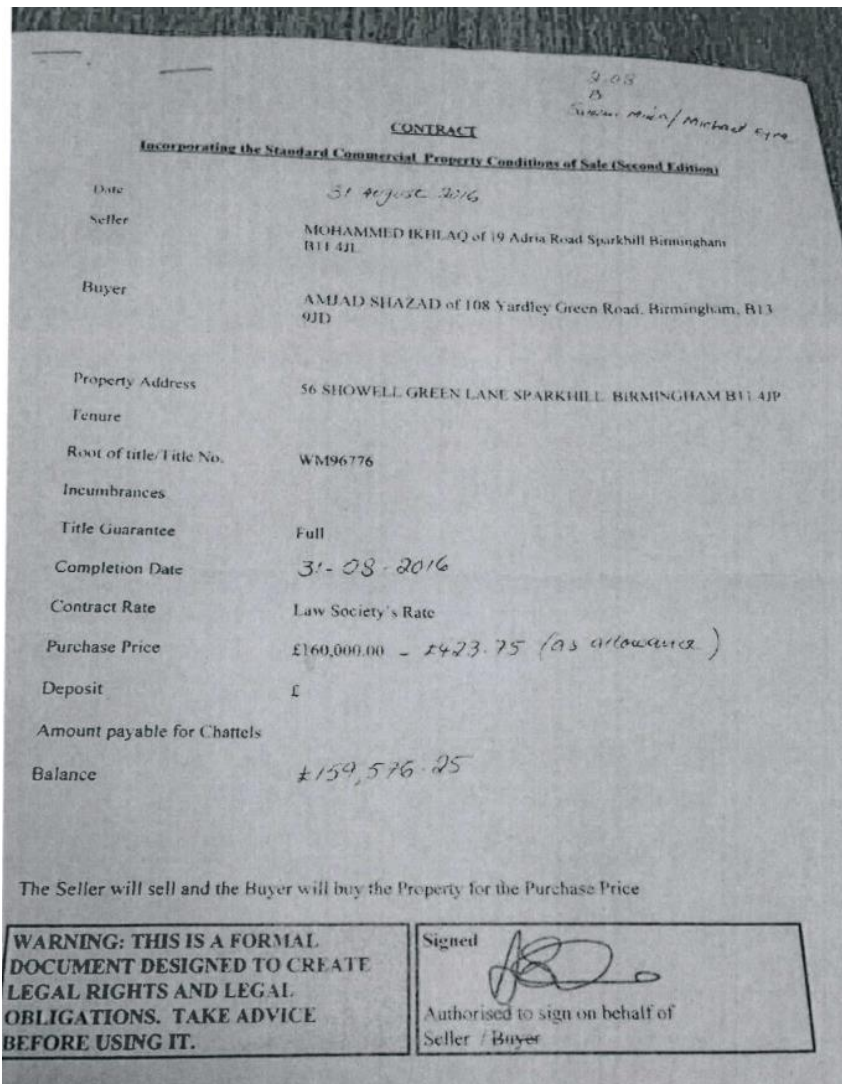 2.08
B
/ Michael Eyre
CONTRACT
Incorporating the Standard Commercial Property Conditions of Sale (Second Edition)
Date 31 August 2016
Seller MOHAMMED IKHLAQ of 19 Adria Road Sparkhill Birmingham
B11 4JL
Buyer AMJAD SHAZAD of 108 Yardley Green Road, Birmingham, B13
9JD
Property Address 56 SHOWELL GREEN LANE SPARKHILL BIRMINGHAM B11 4JP
Tenure
Root of title/Title No. WM96776
Incumbrances
Title Guarantee Full
Completion Date 31-08-2016
Contract Rate Law Society's Rate
Purchase Price £160,000.00 - £423.75 (as allowance)
Deposit £
Amount payable for Chattels
Balance £159,576.25
The Seller will sell and the Buyer will buy the Property for the Purchase Price
WARNING: THIS IS A FORMAL
DOCUMENT DESIGNED TO CREATE
LEGAL RIGHTS AND LEGAL
OBLIGATIONS. TAKE ADVICE
BEFORE USING IT.
Signed
Authorised to sign on behalf of
Seller / Buyer